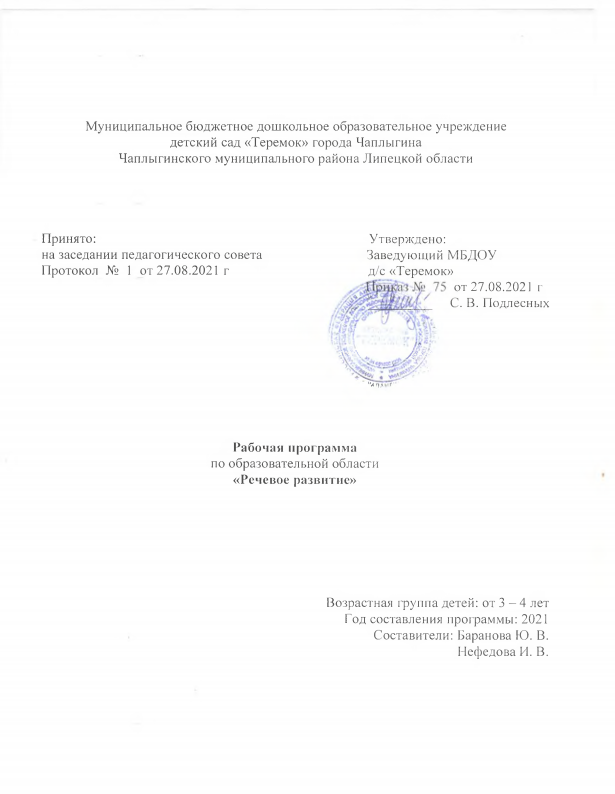 Муниципальное бюджетное дошкольное образовательное учреждение
детский сад «Теремок» города Чаплыгина
Чаплыгинского муниципального района Липецкой области
Принято: Утверждено:
на заседании педагогического совета Заведующий МБДОУ
Протокол № 1 от 27.08.2021 г д/с «Теремок»
Приказ № 75 от 27.08.2021 г
С. В. Подлесных
Рабочая программа
по образовательной области
«Речевое развитие»
Возрастная группа детей: от 3 – 4 лет
Год составления программы: 2021
Составители: Баранова Ю. В.
Нефедова И. В.